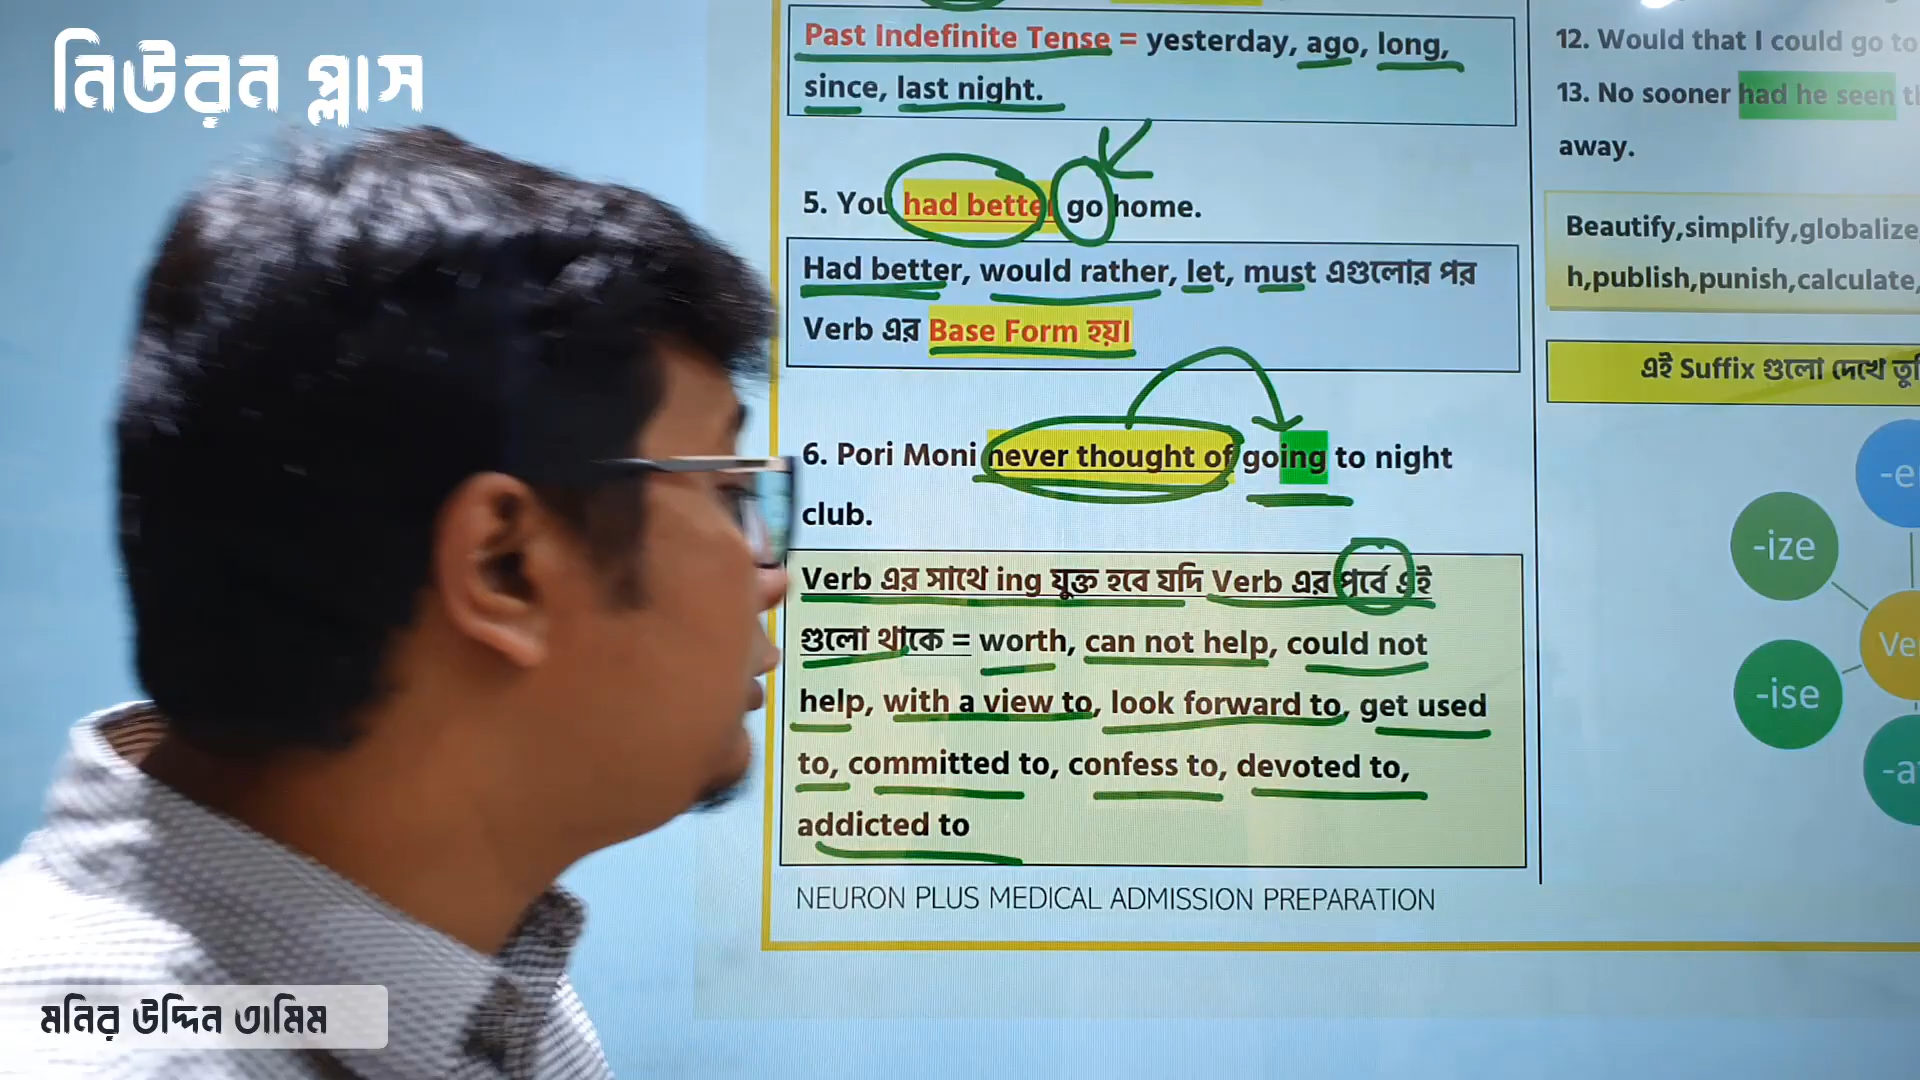 নিউরন প্লাস
Past Indefinite Tense = yesterday, ago, long,
since, last night.
5. You had better go home.
Had better, would rather, let, must এগুলোর পর
Verb এর Base Form হয়।
6. Pori Moni never thought of going to night
club.
Verb এর সাথে ing যুক্ত হবে যদি Verb এর পূর্বে এই
গুলো থাকে = worth, can not help, could not
help, with a view to, look forward to, get used
to, committed to, confess to, devoted to,
addicted to
NEURON PLUS MEDICAL ADMISSION PREPARATION
12. Would that I could go to
13. No sooner had he seen
away.
Beautify,simplify,globalize
h,publish,punish,calculate,
এই Suffix গুলো দেখে
-ize
-ise
মনির উদ্দিন তামিম